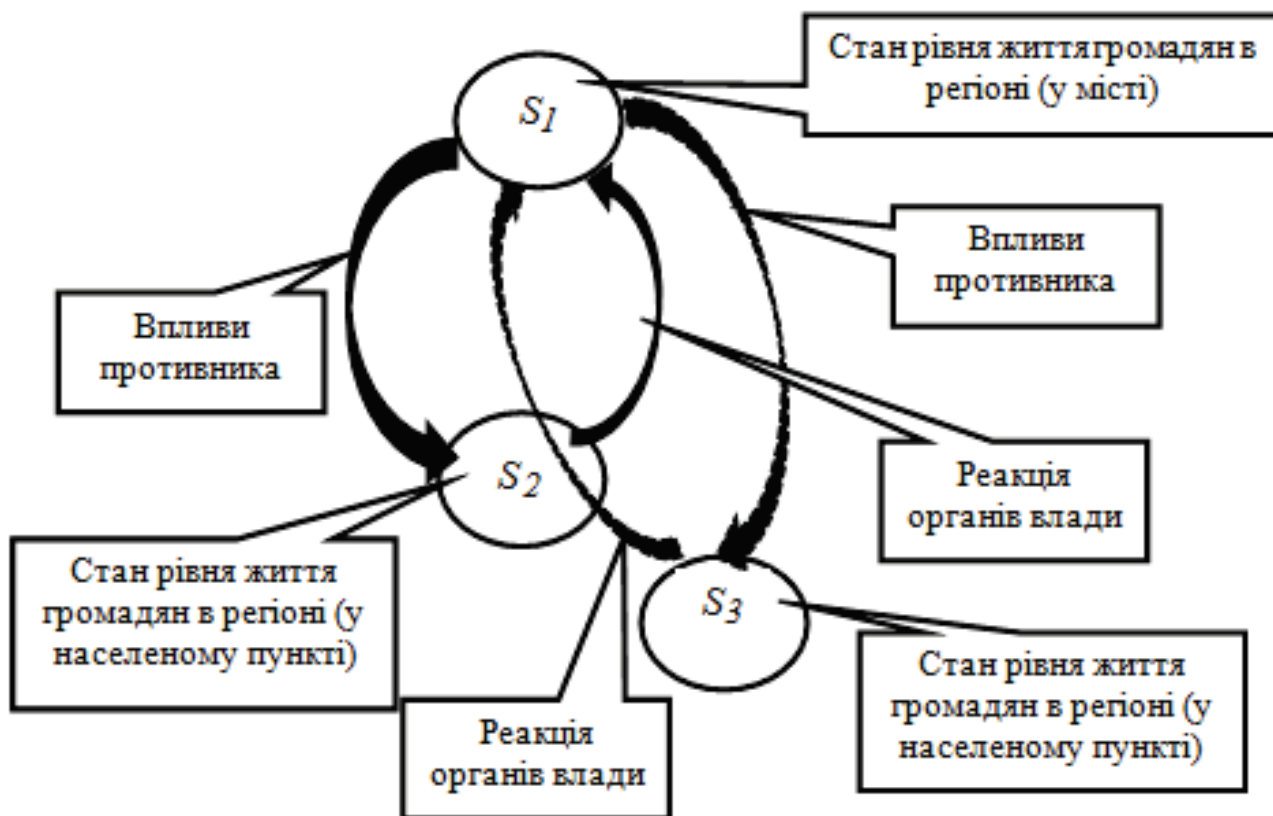 Стан рівня життя громадян в
регіоні (у місті)
S1
Впливи
противника
Впливи
противника
S2
Реакція
органів влади
Стан рівня життя
громадян в регіоні (у
населеному пункті)
S3
Стан рівня життя
громадян в регіоні (у
населеному пункті)
Реакція
органів влади